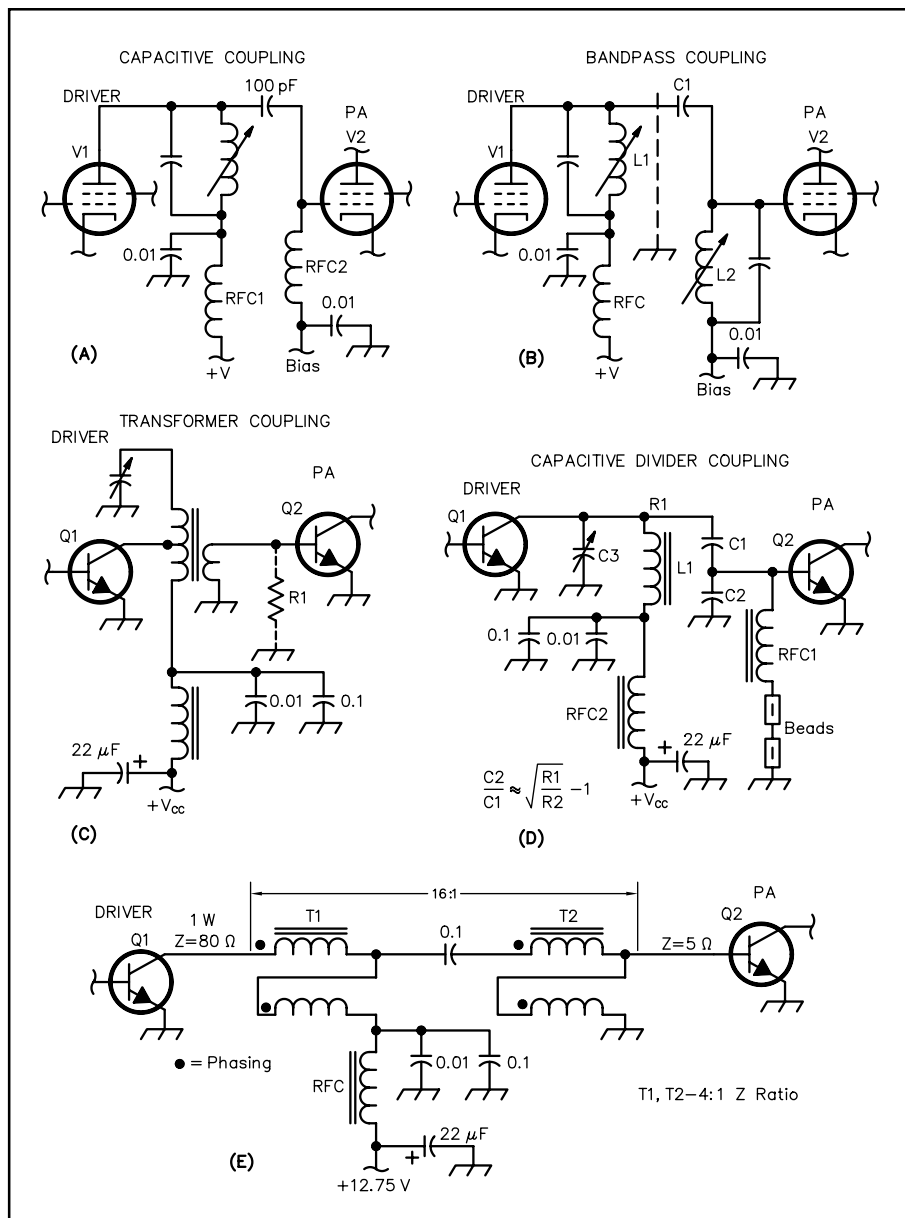 CAPACITIVE COUPLING
100 pF
DRIVER
PA
V1
V2
0.01
RFC1
RFC2
0.01
+V
Bias
(A)
BANDPASS COUPLING
C1
DRIVER
PA
V1
V2
L1
0.01
L2
RFC
0.01
+V
Bias
(B)
TRANSFORMER COUPLING
DRIVER
PA
Q1
Q2
R1
0.01
0.1
22 µF
+
+Vcc
(C)
CAPACITIVE DIVIDER COUPLING
DRIVER
R1
PA
Q1
Q2
C1
C3
L1
C2
0.1
0.01
RFC1
RFC2
Beads
+
22 µF
C2/C1 ≈ √(R1/R2) −1
+Vcc
(D)
16:1
DRIVER
PA
1 W
T1
T2
Q1
Z=80 Ω
0.1
Z=5 Ω
Q2
● = Phasing
RFC
0.01
0.1
T1, T2–4:1 Z Ratio
22 µF
+
+12.75 V
(E)